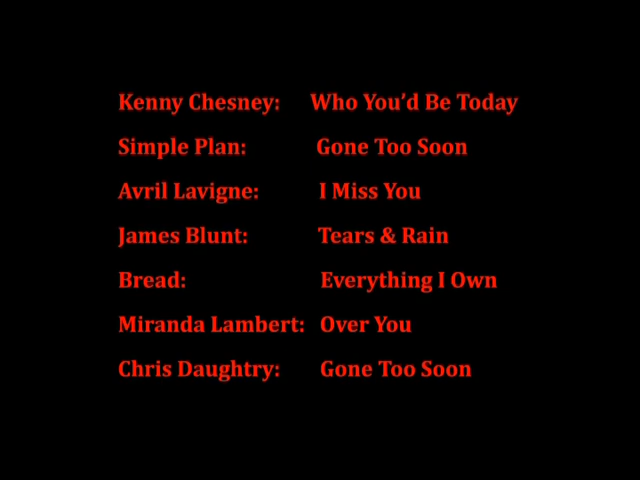 Kenny Chesney: Who You’d Be Today
Simple Plan: Gone Too Soon
Avril Lavigne: I Miss You
James Blunt: Tears & Rain
Bread: Everything I Own
Miranda Lambert: Over You
Chris Daughtry: Gone Too Soon